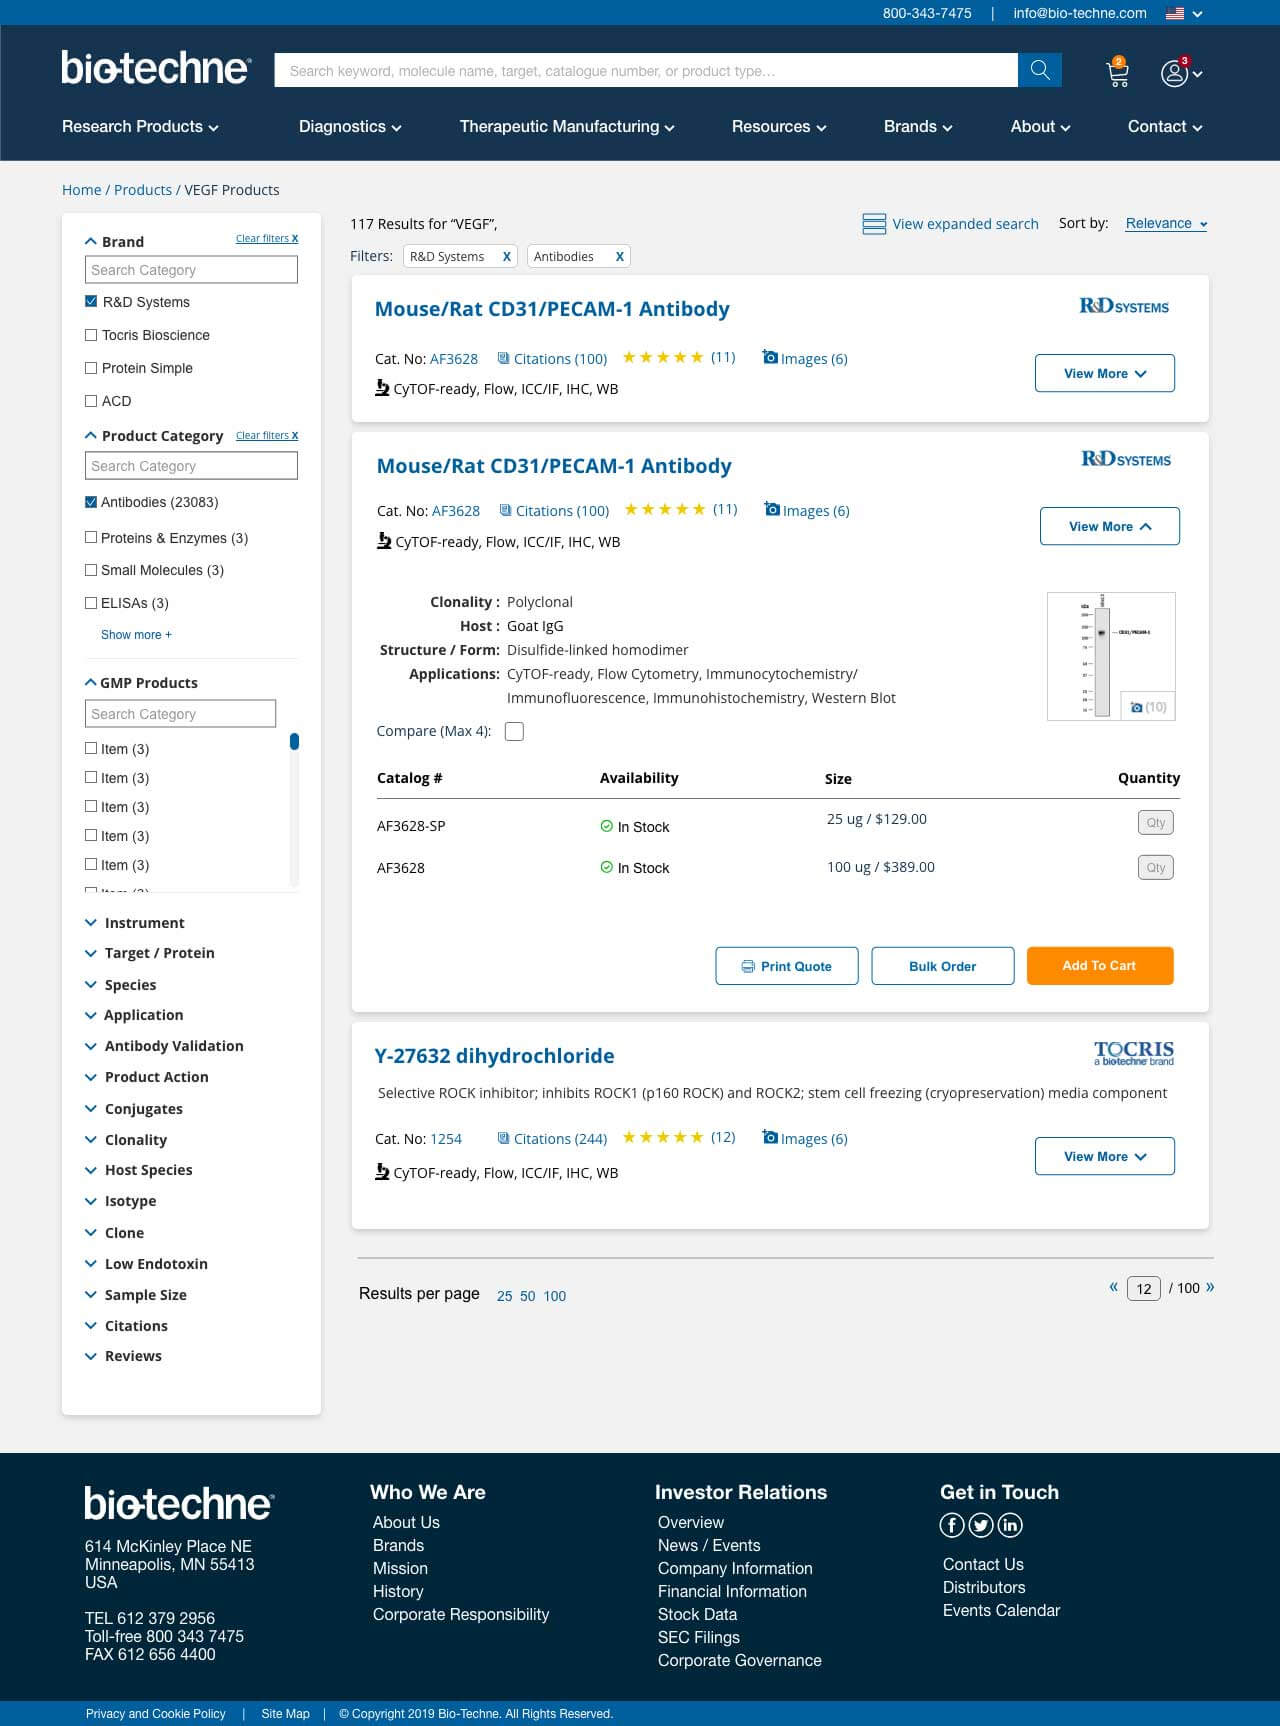 800-343-7475 | info@bio-techne.com
bio-techne
Search keyword, molecule name, target, catalogue number, or product type...
2
3
Research Products
Diagnostics
Therapeutic Manufacturing
Resources
Brands
About
Contact
Home / Products / VEGF Products
Brand
Clear filters X
Search Category
R&D Systems
Tocris Bioscience
Protein Simple
ACD
Product Category
Clear filters X
Search Category
Antibodies (23083)
Proteins & Enzymes (3)
Small Molecules (3)
ELISAs (3)
Show more +
GMP Products
Search Category
Item (3)
Item (3)
Item (3)
Item (3)
Item (3)
Item (3)
Instrument
Target / Protein
Species
Application
Antibody Validation
Product Action
Conjugates
Clonality
Host Species
Isotype
Clone
Low Endotoxin
Sample Size
Citations
Reviews
117 Results for “VEGF”,
View expanded search
Sort by: Relevance
Filters: R&D Systems X Antibodies X
Mouse/Rat CD31/PECAM-1 Antibody
R&D SYSTEMS
Cat. No: AF3628 Citations (100) (11) Images (6)
View More
CyTOF-ready, Flow, ICC/IF, IHC, WB
Mouse/Rat CD31/PECAM-1 Antibody
R&D SYSTEMS
Cat. No: AF3628 Citations (100) (11) Images (6)
View More
CyTOF-ready, Flow, ICC/IF, IHC, WB
Clonality : Polyclonal
Host : Goat IgG
Structure / Form: Disulfide-linked homodimer
Applications: CyTOF-ready, Flow Cytometry, Immunocytochemistry/
Immunofluorescence, Immunohistochemistry, Western Blot
CD31/PECAM-1
(10)
Compare (Max 4):
Catalog # Availability Size Quantity
AF3628-SP In Stock 25 ug / $129.00 Qty
AF3628 In Stock 100 ug / $389.00 Qty
Print Quote
Bulk Order
Add To Cart
Y-27632 dihydrochloride
TOCRIS
a biotechne brand
Selective ROCK inhibitor; inhibits ROCK1 (p160 ROCK) and ROCK2; stem cell freezing (cryopreservation) media component
Cat. No: 1254 Citations (244) (12) Images (6)
View More
CyTOF-ready, Flow, ICC/IF, IHC, WB
Results per page 25 50 100
« 12 / 100 »
bio-techne
614 McKinley Place NE
Minneapolis, MN 55413
USA
TEL 612 379 2956
Toll-free 800 343 7475
FAX 612 656 4400
Who We Are
About Us
Brands
Mission
History
Corporate Responsibility
Investor Relations
Overview
News / Events
Company Information
Financial Information
Stock Data
SEC Filings
Corporate Governance
Get in Touch
Contact Us
Distributors
Events Calendar
Privacy and Cookie Policy | Site Map | © Copyright 2019 Bio-Techne. All Rights Reserved.